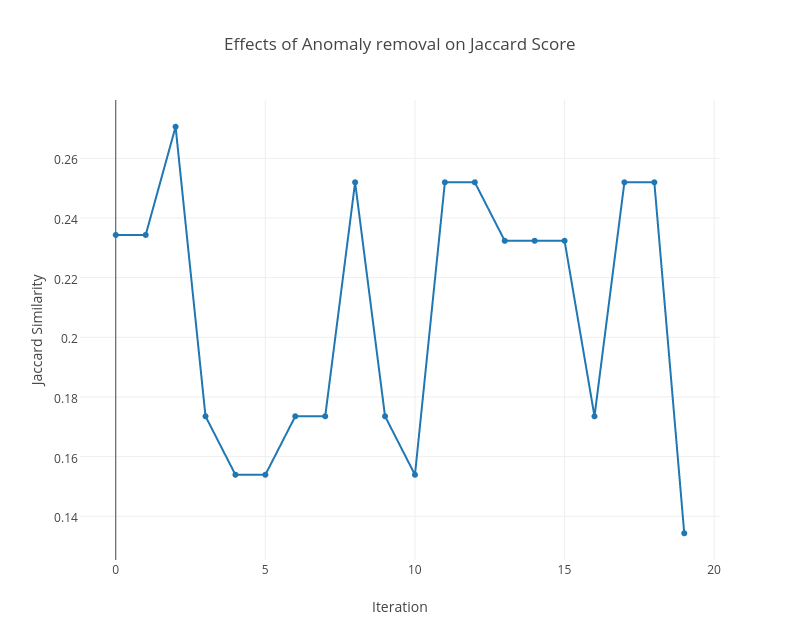 Effects of Anomaly removal on Jaccard Score
Jaccard Similarity
0.26
0.24
0.22
0.2
0.18
0.16
0.14
0 5 10 15 20
Iteration